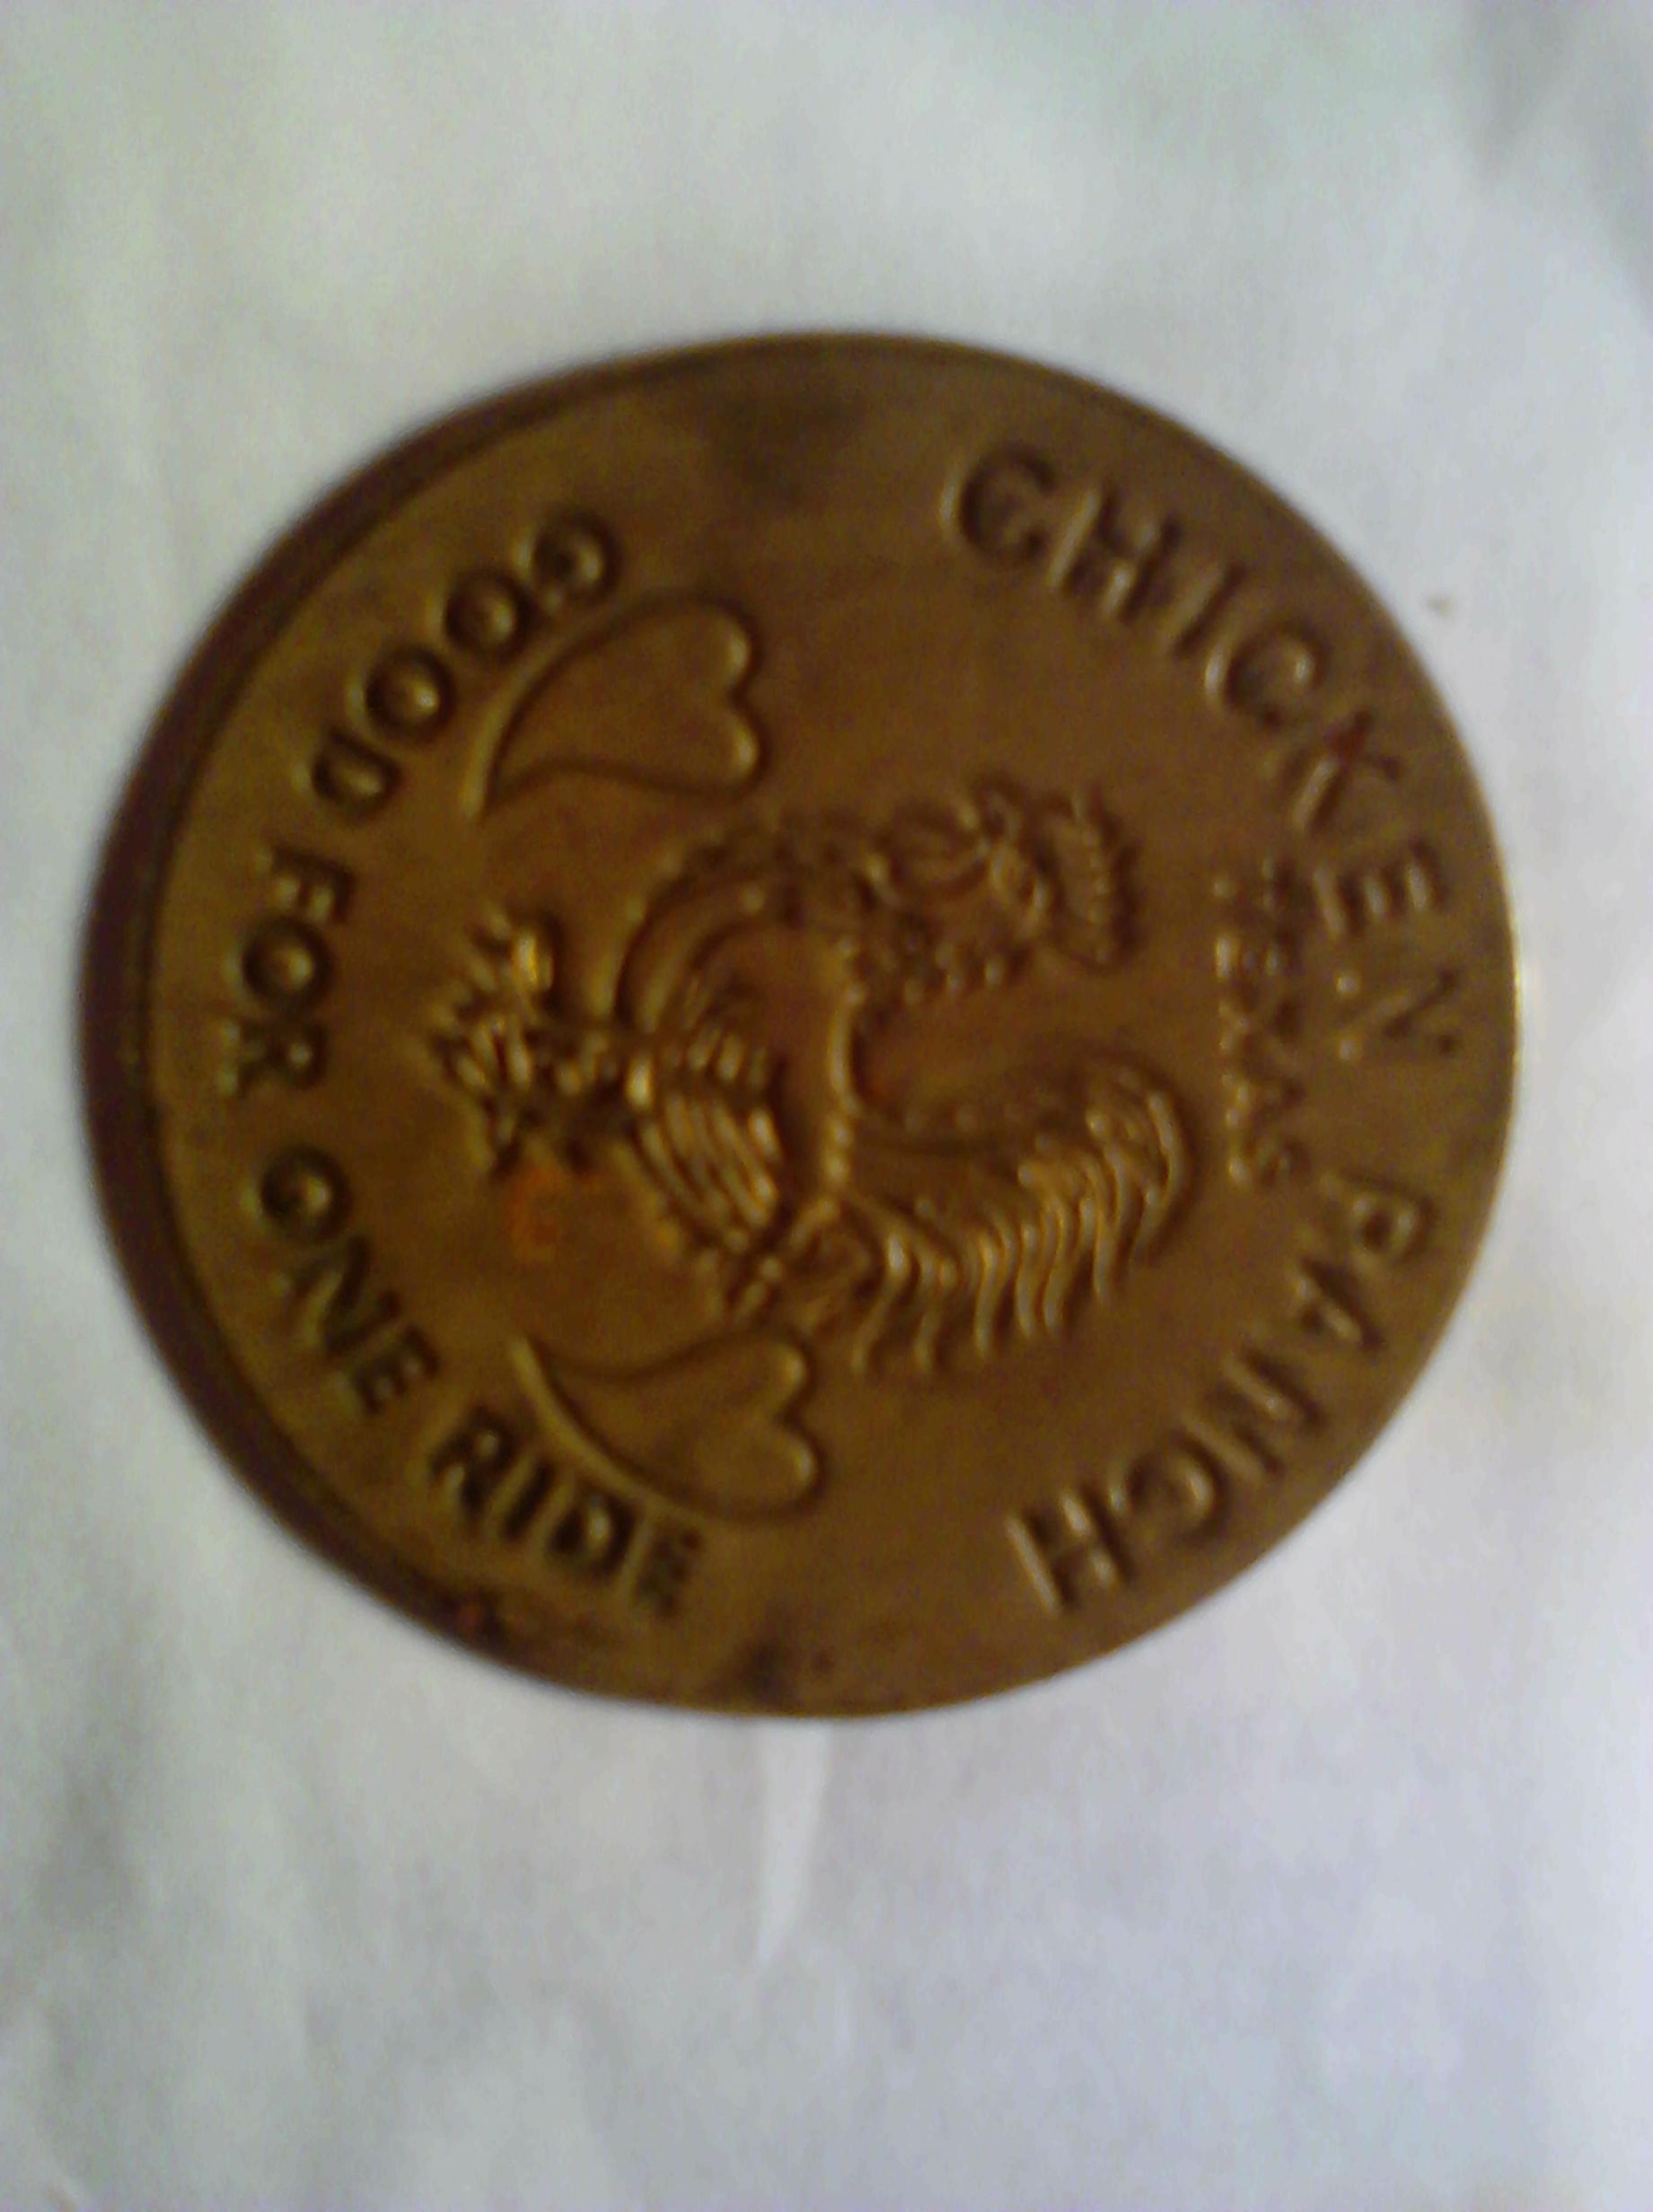 CHICKEN RANCH
TEXAS
GOOD FOR ONE RIDE